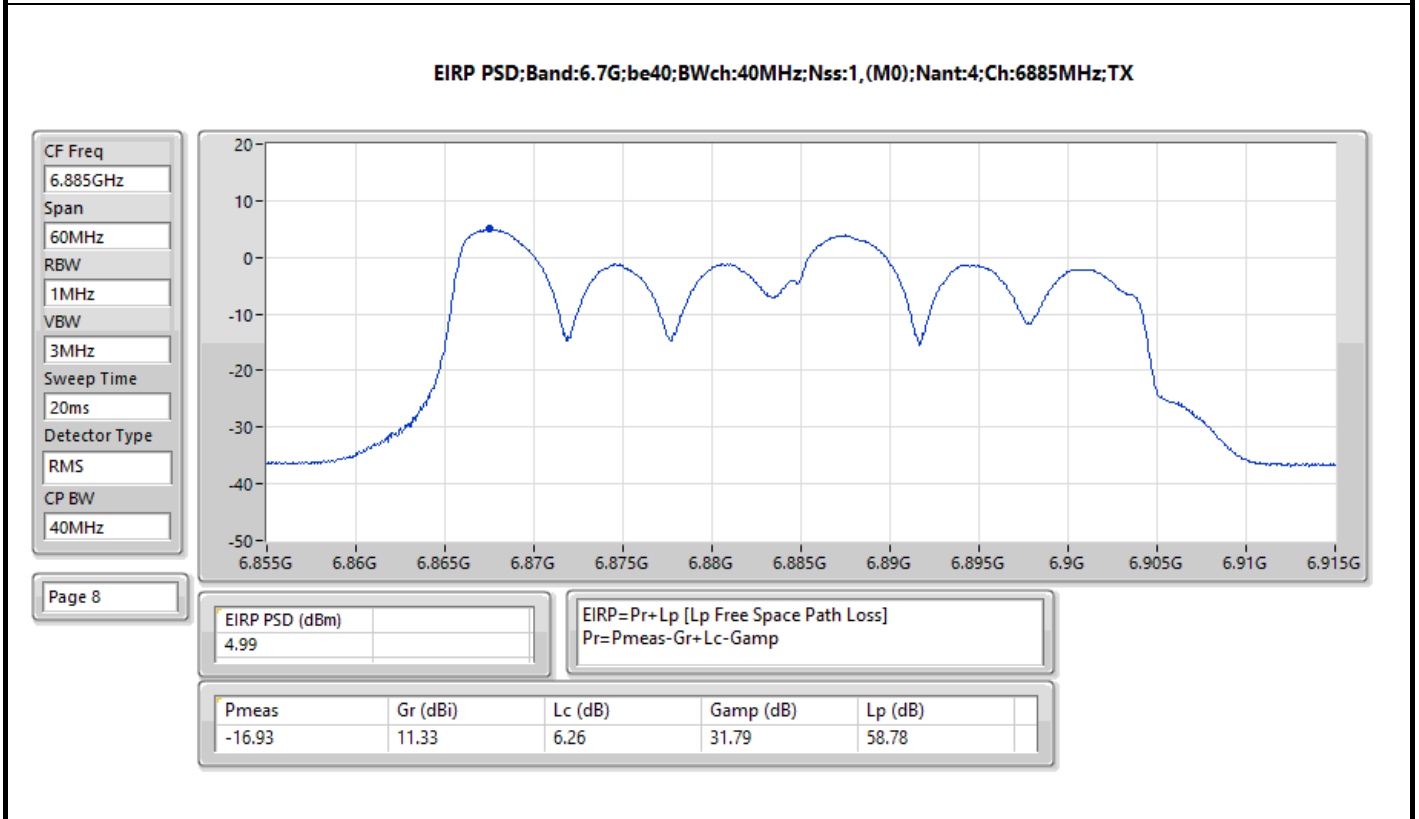 EIRP PSD;Band:6.7G;be40;BWch:40MHz;Nss:1,(M0);Nant:4;Ch:6885MHz;TX
CF Freq
6.885GHz
Span
60MHz
RBW
1MHz
VBW
3MHz
Sweep Time
20ms
Detector Type
RMS
CP BW
40MHz
Page 8
20
10
0
-10
-20
-30
-40
-50
6.855G 6.86G 6.865G 6.87G 6.875G 6.88G 6.885G 6.89G 6.895G 6.9G 6.905G 6.91G 6.915G
EIRP PSD (dBm)
4.99
EIRP=Pr+Lp [Lp Free Space Path Loss]
Pr=Pmeas-Gr+Lc-Gamp
Pmeas Gr (dBi) Lc (dB) Gamp (dB) Lp (dB)
-16.93 11.33 6.26 31.79 58.78